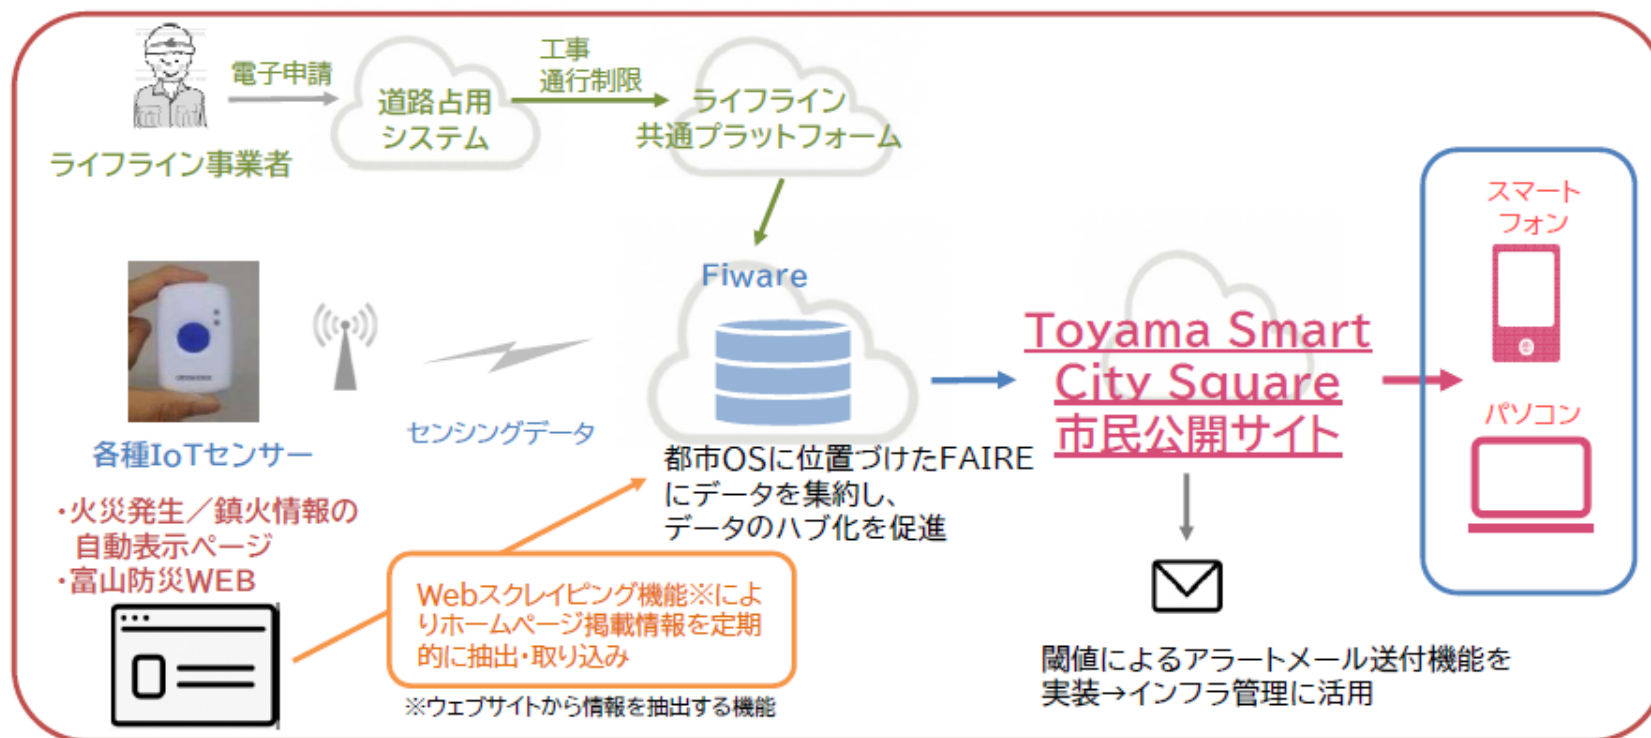 電子申請
道路占用
システム
工事
通行制限
ライフライン
共通プラットフォーム
ライフライン事業者
スマート
フォン
Fiware
Toyama Smart
City Square
市民公開サイト
パソコン
センシングデータ
各種IoTセンサー
都市OSに位置づけたFAIRE
にデータを集約し、
データのハブ化を促進
・火災発生／鎮火情報の
自動表示ページ
・富山防災WEB
Webスクレイピング機能※によ
りホームページ掲載情報を定期
的に抽出・取り込み
※ウェブサイトから情報を抽出する機能
閾値によるアラートメール送付機能を
実装→インフラ管理に活用